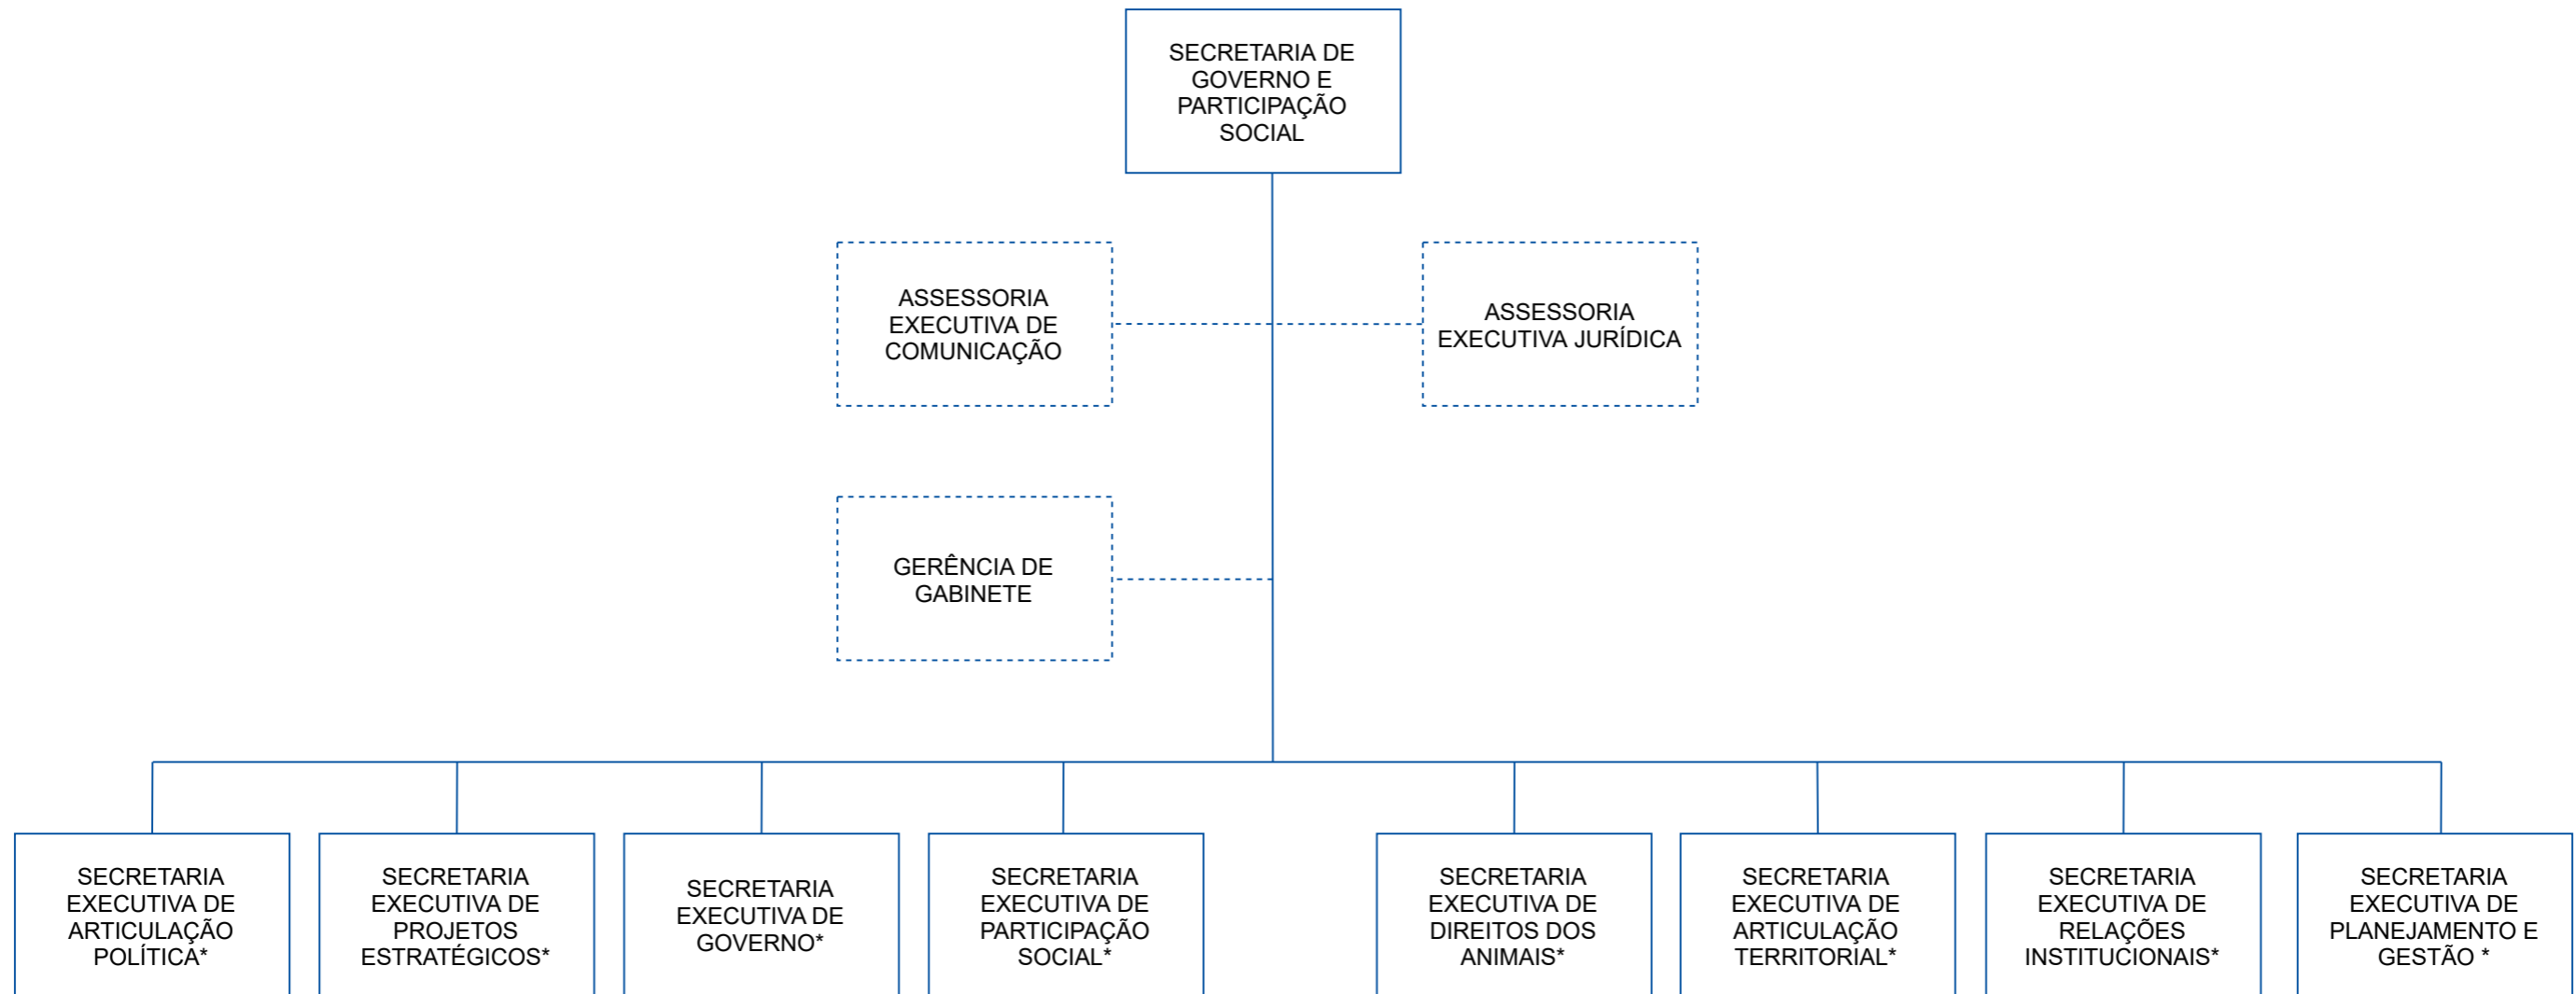 SECRETARIA DE
GOVERNO E
PARTICIPAÇÃO
SOCIAL
ASSESSORIA
EXECUTIVA DE
COMUNICAÇÃO
ASSESSORIA
EXECUTIVA JURÍDICA
GERÊNCIA DE
GABINETE
SECRETARIA
EXECUTIVA DE
ARTICULAÇÃO
POLÍTICA*
SECRETARIA
EXECUTIVA DE
PROJETOS
ESTRATÉGICOS*
SECRETARIA
EXECUTIVA DE
GOVERNO*
SECRETARIA
EXECUTIVA DE
PARTICIPAÇÃO
SOCIAL*
SECRETARIA
EXECUTIVA DE
DIREITOS DOS
ANIMAIS*
SECRETARIA
EXECUTIVA DE
ARTICULAÇÃO
TERRITORIAL*
SECRETARIA
EXECUTIVA DE
RELAÇÕES
INSTITUCIONAIS*
SECRETARIA
EXECUTIVA DE
PLANEJAMENTO E
GESTÃO *